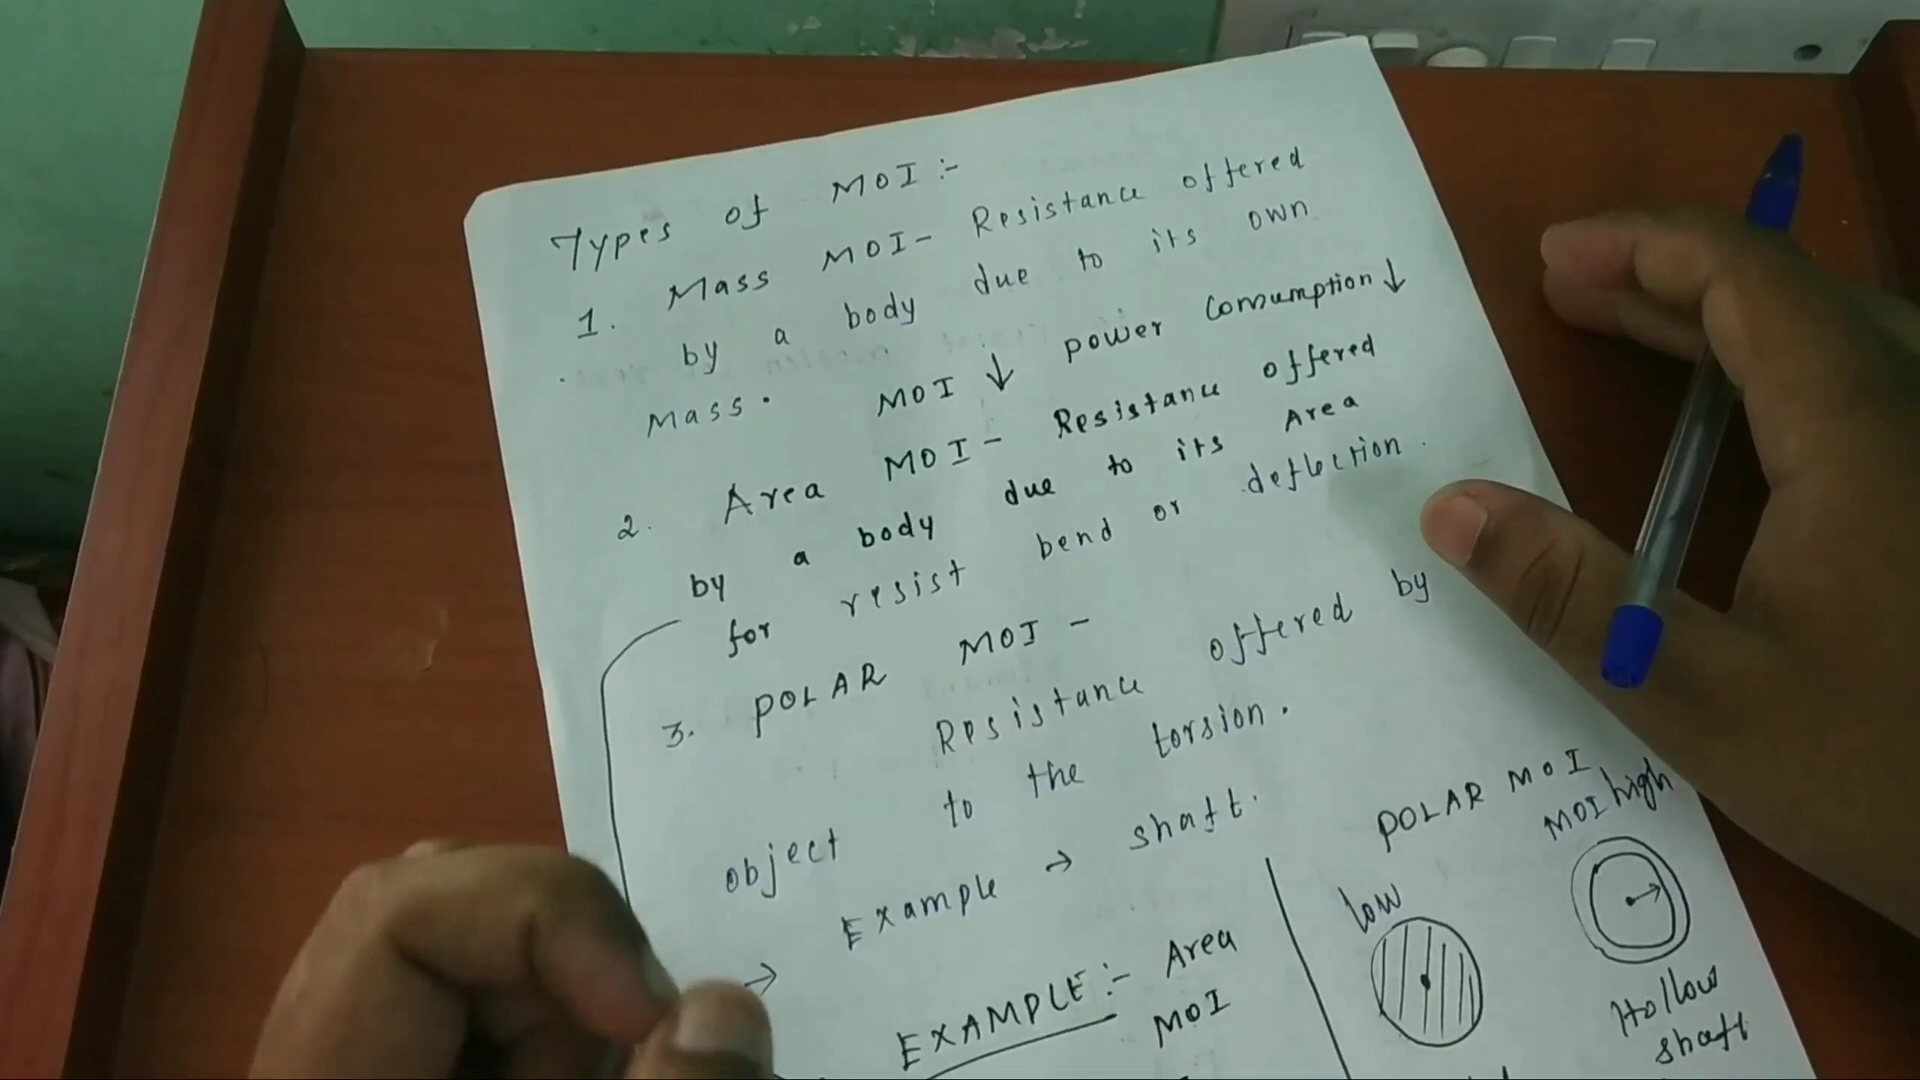 Types of MOI :-
1. Mass MOI - Resistance offered
by a body due to its own
Mass. MOI ↓ power Consumption ↓
2. Area MOI - Resistance offered
by a body due to its Area
for resist bend or deflection.
3. POLAR MOI -
Resistance offered by
object to the torsion.
Example → shaft.
→ EXAMPLE :- Area
MOI
POLAR MOI
MOI high
low
Hollow
shaft